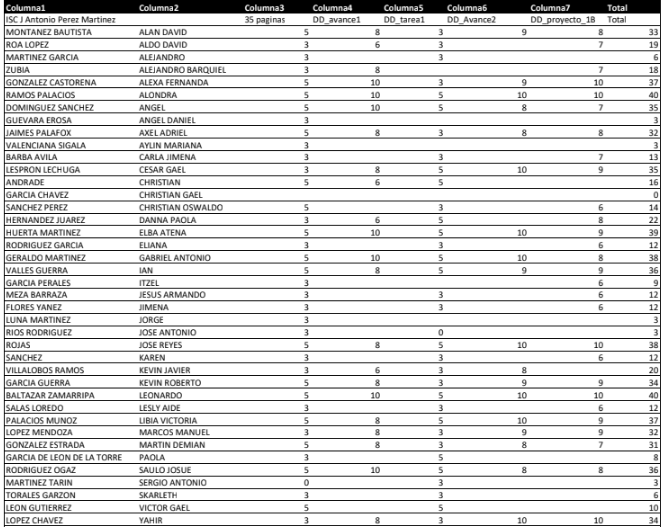 Columna1 Columna2 Columna3 Columna4 Columna5 Columna6 Columna7 Total
ISC J Antonio Perez Martinez 35 paginas DD_avance1 DD_tarea1 DD_Avance2 DD_proyecto_1B Total
MONTANEZ BAUTISTA ALAN DAVID 5 8 3 9 8 33
ROA LOPEZ ALDO DAVID 3 6 3 7 19
MARTINEZ GARCIA ALEJANDRO 3 3 6
ZUBIA ALEJANDRO BARQUIEL 3 8 7 18
GONZALEZ CASTORENA ALEXA FERNANDA 5 10 3 9 10 37
RAMOS PALACIOS ALONDRA 5 10 5 10 10 40
DOMINGUEZ SANCHEZ ANGEL 5 10 5 8 7 35
GUEVARA EROSA ANGEL DANIEL 3 3
JAIMES PALAFOX AXEL ADRIEL 5 8 3 8 8 32
VALENCIANA SIGALA AYLIN MARIANA 3 3
BARBA AVILA CARLA JIMENA 3 3 7 13
LESPRON LECHUGA CESAR GAEL 3 8 5 10 9 35
ANDRADE CHRISTIAN 5 6 5 16
GARCIA CHAVEZ CHRISTIAN GAEL 0
SANCHEZ PEREZ CHRISTIAN OSWALDO 5 3 6 14
HERNANDEZ JUAREZ DANNA PAOLA 3 6 5 8 22
HUERTA MARTINEZ ELBA ATENA 5 10 5 10 9 39
RODRIGUEZ GARCIA ELIANA 3 3 6 12
GERALDO MARTINEZ GABRIEL ANTONIO 5 10 5 10 8 38
VALLES GUERRA IAN 5 8 5 9 9 36
GARCIA PERALES ITZEL 3 6 9
MEZA BARRAZA JESUS ARMANDO 3 3 6 12
FLORES YANEZ JIMENA 3 3 6 12
LUNA MARTINEZ JORGE 3 3
RIOS RODRIGUEZ JOSE ANTONIO 3 0 3
ROJAS JOSE REYES 5 8 5 10 10 38
SANCHEZ KAREN 3 3 6 12
VILLALOBOS RAMOS KEVIN JAVIER 3 6 3 8 20
GARCIA GUERRA KEVIN ROBERTO 5 8 3 9 9 34
BALTAZAR ZAMARRIPA LEONARDO 5 10 5 10 10 40
SALAS LOREDO LESLY AIDE 3 3 6 12
PALACIOS MUNOZ LIBIA VICTORIA 5 8 5 10 9 37
LOPEZ MENDOZA MARCOS MANUEL 3 8 3 9 9 32
GONZALEZ ESTRADA MARTIN DEMIAN 5 8 3 8 7 31
GARCIA DE LEON DE LA TORRE PAOLA 3 5 8
RODRIGUEZ OGAZ SAULO JOSUE 5 10 5 8 8 36
MARTINEZ TARIN SERGIO ANTONIO 0 3 3
TORALES GARZON SKARLETH 3 3 6
LEON GUTIERREZ VICTOR GAEL 5 5 10
LOPEZ CHAVEZ YAHIR 3 8 3 10 10 34